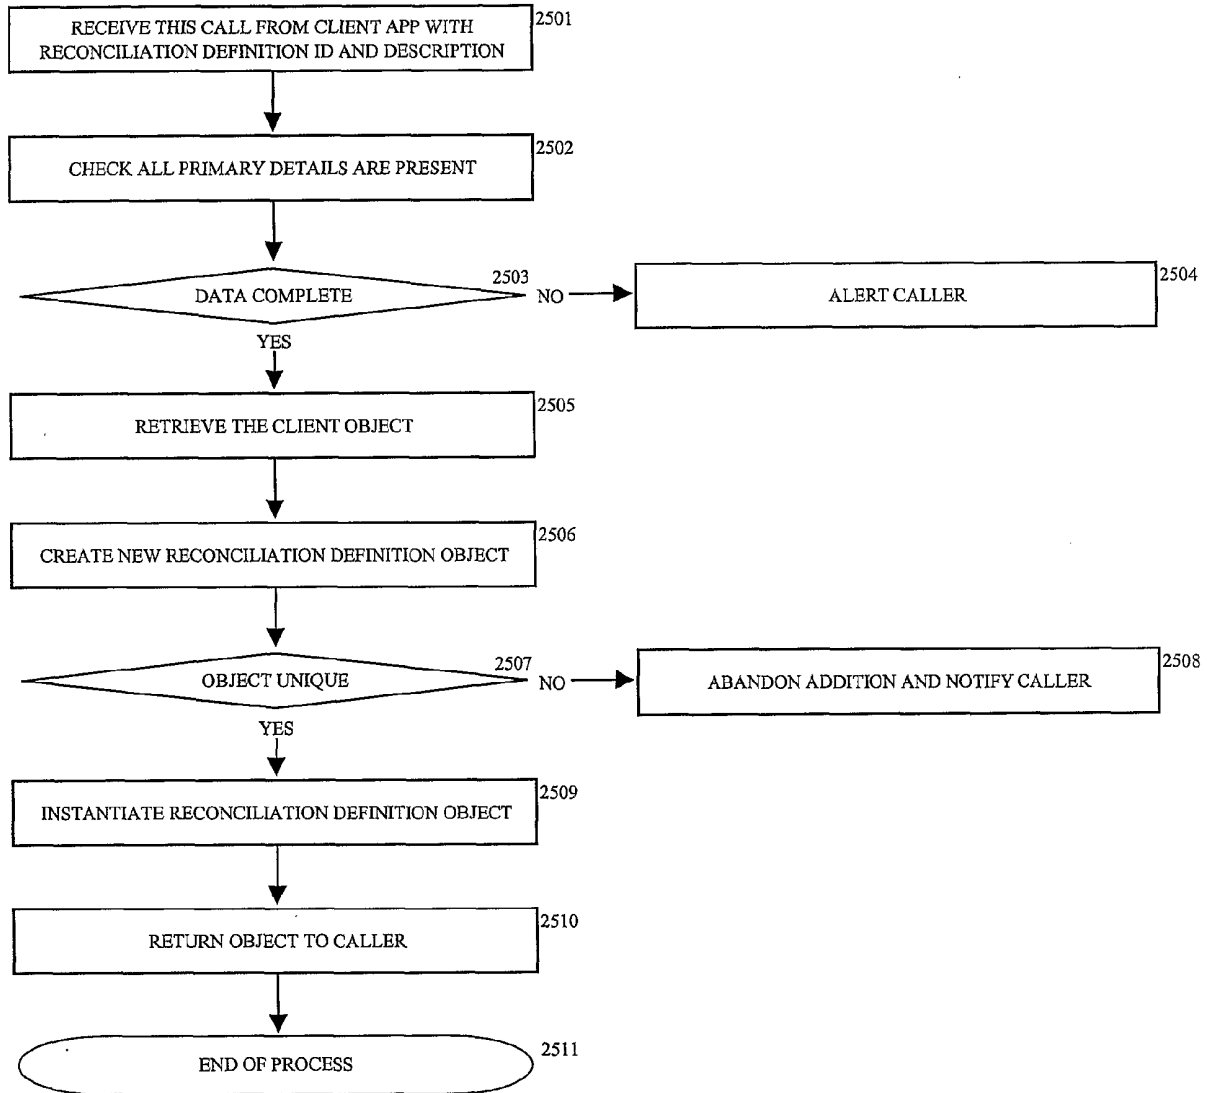 RECEIVE THIS CALL FROM CLIENT APP WITH
RECONCILIATION DEFINITION ID AND DESCRIPTION
2501
CHECK ALL PRIMARY DETAILS ARE PRESENT
2502
DATA COMPLETE
2503
NO
ALERT CALLER
2504
YES
RETRIEVE THE CLIENT OBJECT
2505
CREATE NEW RECONCILIATION DEFINITION OBJECT
2506
OBJECT UNIQUE
2507
NO
ABANDON ADDITION AND NOTIFY CALLER
2508
YES
INSTANTIATE RECONCILIATION DEFINITION OBJECT
2509
RETURN OBJECT TO CALLER
2510
END OF PROCESS
2511